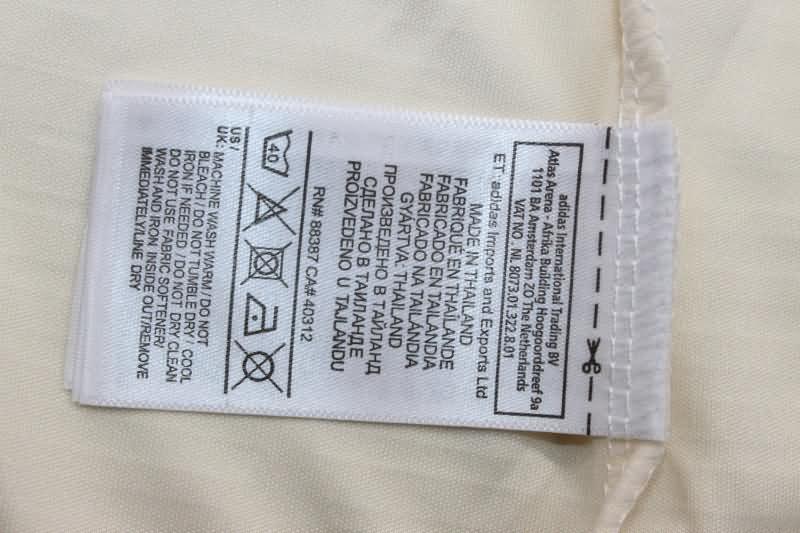 adidas International Trading BV
Atlas Arena - Afrika Building Hoogoorddreef 9a
1101 BA Amsterdam ZO The Netherlands
VAT NO . NL 8073.01.322.8.01
ET: adidas Imports and Exports Ltd
MADE IN THAILAND
FABRIQUÉ EN THAÏLANDE
FABRICADO EN TAILANDIA
FABRICADO NA TAILÂNDIA
GYÁRTVA: THAILAND
ПРОИЗВЕДЕНО В ТАЙЛАНД
СДЕЛАНО В ТАИЛАНДЕ
PROIZVEDENO U TAJLANDU
RN# 88387 CA# 40312
40
US /
UK: MACHINE WASH WARM / DO NOT
BLEACH / DO NOT TUMBLE DRY / COOL
IRON IF NEEDED / DO NOT DRY CLEAN
DO NOT USE FABRIC SOFTENER/
WASH AND IRON INSIDE OUT/REMOVE
IMMEDIATELY/LINE DRY